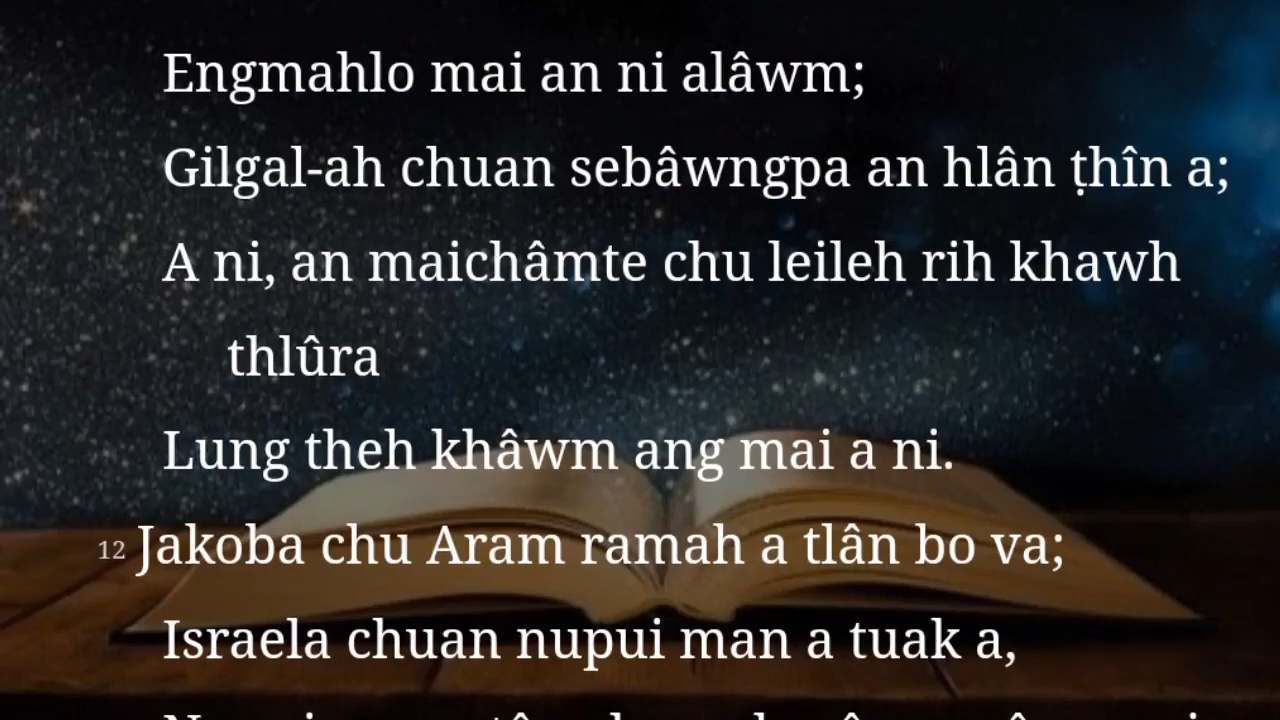 Engmahlo mai an ni alâwm;
Gilgal-ah chuan sebâwngpa an hlân ṭhîn a;
A ni, an maichâmte chu leileh rih khawh
thlûra
Lung theh khâwm ang mai a ni.
12 Jakoba chu Aram ramah a tlân bo va;
Israela chuan nupui man a tuak a,